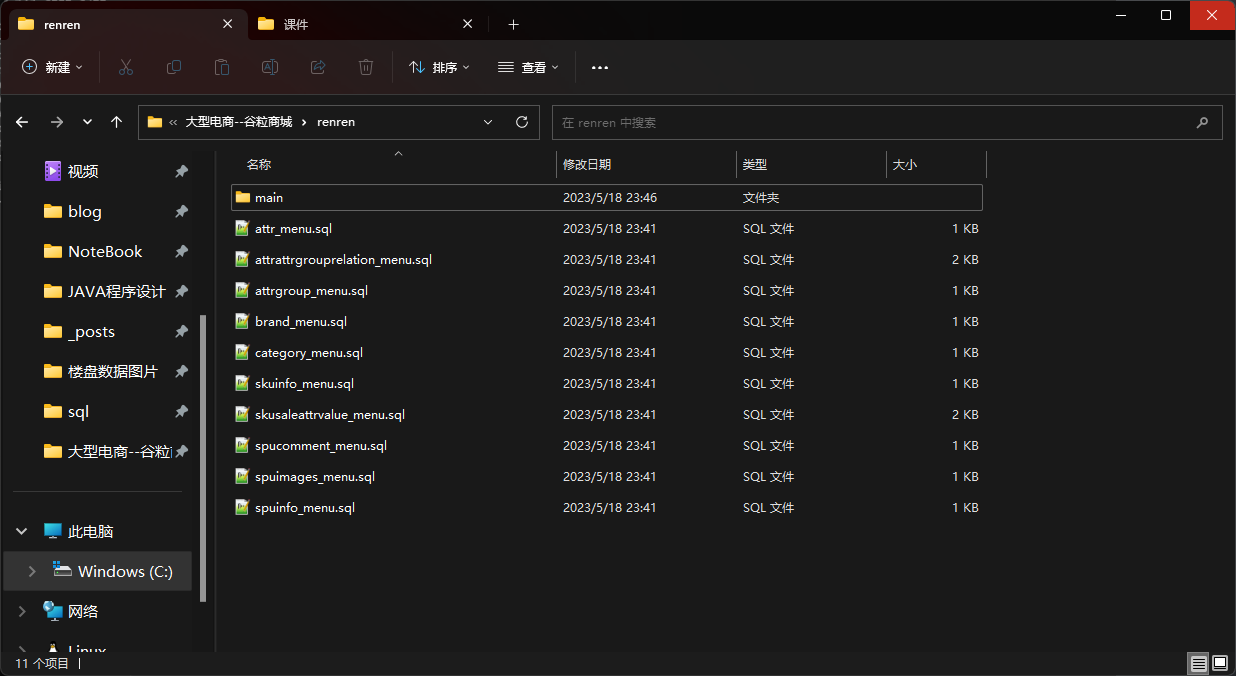 renren
课件
新建
排序
查看
« 大型电商--谷粒商城 › renren
在 renren 中搜索
视频
blog
NoteBook
JAVA程序设计
_posts
楼盘数据图片
sql
大型电商--谷粒
此电脑
Windows (C:)
网络
Linux
名称 修改日期 类型 大小
main 2023/5/18 23:46 文件夹
attr_menu.sql 2023/5/18 23:41 SQL 文件 1 KB
attrattrgrouprelation_menu.sql 2023/5/18 23:41 SQL 文件 2 KB
attrgroup_menu.sql 2023/5/18 23:41 SQL 文件 1 KB
brand_menu.sql 2023/5/18 23:41 SQL 文件 1 KB
category_menu.sql 2023/5/18 23:41 SQL 文件 1 KB
skuinfo_menu.sql 2023/5/18 23:41 SQL 文件 1 KB
skusaleattrvalue_menu.sql 2023/5/18 23:41 SQL 文件 2 KB
spucomment_menu.sql 2023/5/18 23:41 SQL 文件 1 KB
spuimages_menu.sql 2023/5/18 23:41 SQL 文件 1 KB
spuinfo_menu.sql 2023/5/18 23:41 SQL 文件 1 KB
11 个项目